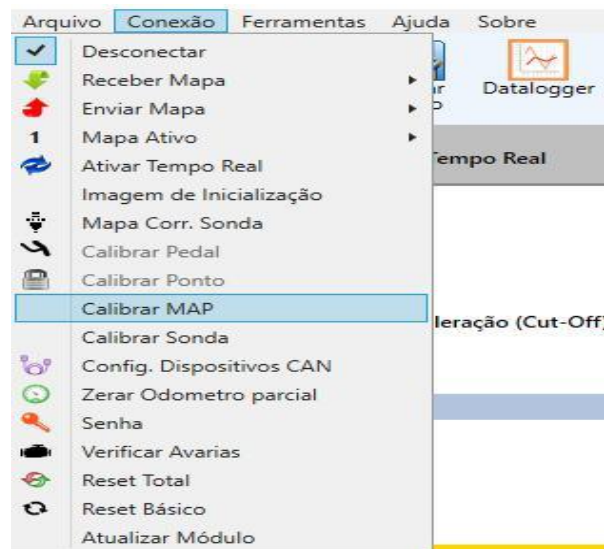 Arquivo Conexão Ferramentas Ajuda Sobre
Desconectar
Receber Mapa
Enviar Mapa
1 Mapa Ativo
Ativar Tempo Real
Imagem de Inicialização
Mapa Corr. Sonda
Calibrar Pedal
Calibrar Ponto
Calibrar MAP
Calibrar Sonda
Config. Dispositivos CAN
Zerar Odometro parcial
Senha
Verificar Avarias
Reset Total
Reset Básico
Atualizar Módulo
Datalogger
Tempo Real
leração (Cut-Off)